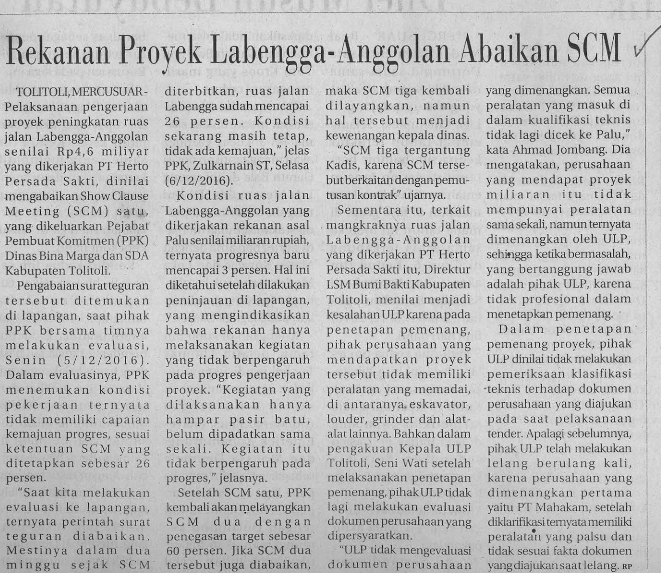 Rekanan Proyek Labengga-Anggolan Abaikan SCM
TOLITOLI, MERCUSUAR-
Pelaksanaan pengerjaan
proyek peningkatan ruas
jalan Labengga-Anggolan
senilai Rp4,6 miliyar
yang dikerjakan PT Herto
Persada Sakti, dinilai
mengabaikan Show Clause
Meeting (SCM) satu,
yang dikeluarkan Pejabat
Pembuat Komitmen (PPK)
Dinas Bina Marga dan SDA
Kabupaten Tolitoli.
Pengabaian surat teguran
tersebut ditemukan
di lapangan, saat pihak
PPK bersama timnya
melakukan evaluasi,
Senin (5/12/2016).
Dalam evaluasinya, PPK
menemukan kondisi
pekerjaan ternyata
tidak memiliki capaian
kemajuan progres, sesuai
ketentuan SCM yang
ditetapkan sebesar 26
persen.
"Saat kita melakukan
evaluasi ke lapangan,
ternyata perintah surat
teguran diabaikan.
Mestinya dalam dua
minggu sejak SCM
diterbitkan, ruas jalan
Labengga sudah mencapai
26 persen. Kondisi
sekarang masih tetap,
tidak ada kemajuan," jelas
PPK, Zulkarnain ST, Selasa
(6/12/2016).
Kondisi ruas jalan
Labengga-Anggolan yang
dikerjakan rekanan asal
Palu senilai miliaran rupiah,
ternyata progresnya baru
mencapai 3 persen. Hal ini
diketahui setelah dilakukan
peninjauan di lapangan,
yang mengindikasikan
bahwa rekanan hanya
melaksanakan kegiatan
yang tidak berpengaruh
pada progres pengerjaan
proyek. "Kegiatan yang
dilaksanakan hanya
hampar pasir batu,
belum dipadatkan sama
sekali. Kegiatan itu
tidak berpengaruh pada
progres," jelasnya.
Setelah SCM satu, PPK
kembali akan melayangkan
SCM dua dengan
penegasan target sebesar
60 persen. Jika SCM dua
tersebut juga diabaikan,
maka SCM tiga kembali
dilayangkan, namun
hal tersebut menjadi
kewenangan kepala dinas.
"SCM tiga tergantung
Kadis, karena SCM terse-
but berkaitan dengan pemu-
tusan kontrak" ujarnya.
Sementara itu, terkait
mangkraknya ruas jalan
Labengga-Anggolan
yang dikerjakan PT Herto
Persada Sakti itu, Direktur
LSM Bumi Bakti Kabupaten
Tolitoli, menilai menjadi
kesalahan ULP karena pada
penetapan pemenang,
pihak perusahaan yang
mendapatkan proyek
tersebut tidak memiliki
peralatan yang memadai,
di antaranya, eskavator,
louder, grinder dan alat-
alat lainnya. Bahkan dalam
pengakuan Kepala ULP
Tolitoli, Seni Wati setelah
melaksanakan penetapan
pemenang, pihak ULP tidak
lagi melakukan evaluasi
dokumen perusahaan yang
dipersyaratkan.
"ULP tidak mengevaluasi
dokumen perusahaan
yang dimenangkan. Semua
peralatan yang masuk di
dalam kualifikasi teknis
tidak lagi dicek ke Palu,"
kata Ahmad Jombang. Dia
mengatakan, perusahaan
yang mendapat proyek
miliaran itu tidak
mempunyai peralatan
sama sekali, namun ternyata
dimenangkan oleh ULP,
sehingga ketika bermasalah,
yang bertanggung jawab
adalah pihak ULP, karena
tidak profesional dalam
menetapkan pemenang.
Dalam penetapan
pemenang proyek, pihak
ULP dinilai tidak melakukan
pemeriksaan klasifikasi
teknis terhadap dokumen
perusahaan yang diajukan
pada saat pelaksanaan
tender. Apalagi sebelumnya,
pihak ULP telah melakukan
lelang berulang kali,
karena perusahaan yang
dimenangkan pertama
yaitu PT Mahakam, setelah
diklarifikasi ternyata memiliki
peralatan yang palsu dan
tidak sesuai fakta dokumen
yang diajukan saat lelang. RP